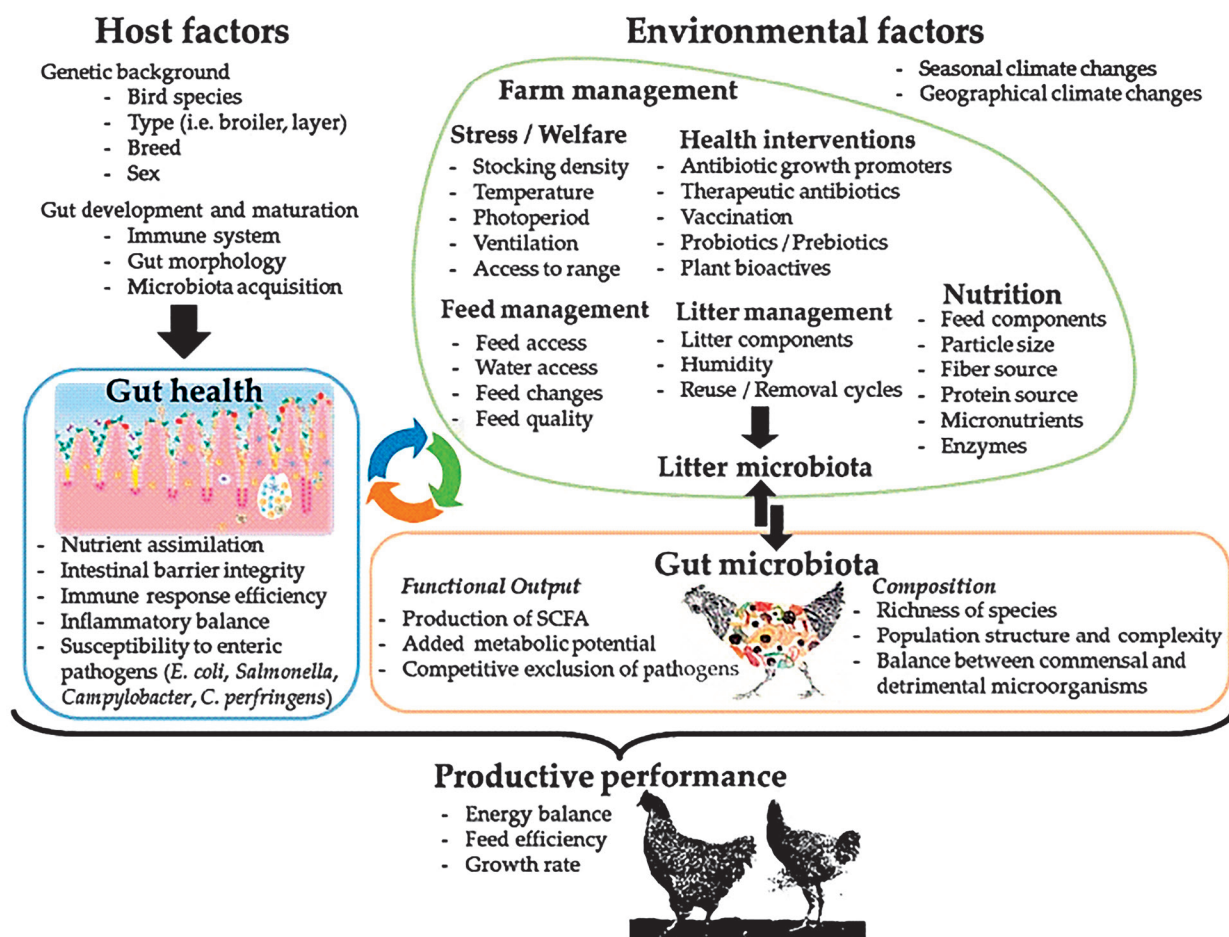 Host factors
Genetic background
- Bird species
- Type (i.e. broiler, layer)
- Breed
- Sex
Gut development and maturation
- Immune system
- Gut morphology
- Microbiota acquisition
Environmental factors
- Seasonal climate changes
- Geographical climate changes
Farm management
Stress / Welfare
- Stocking density
- Temperature
- Photoperiod
- Ventilation
- Access to range
Health interventions
- Antibiotic growth promoters
- Therapeutic antibiotics
- Vaccination
- Probiotics / Prebiotics
- Plant bioactives
Feed management
- Feed access
- Water access
- Feed changes
- Feed quality
Litter management
- Litter components
- Humidity
- Reuse / Removal cycles
Litter microbiota
Nutrition
- Feed components
- Particle size
- Fiber source
- Protein source
- Micronutrients
- Enzymes
Gut health
- Nutrient assimilation
- Intestinal barrier integrity
- Immune response efficiency
- Inflammatory balance
- Susceptibility to enteric
pathogens (E. coli, Salmonella,
Campylobacter, C. perfringens)
Gut microbiota
Functional Output
- Production of SCFA
- Added metabolic potential
- Competitive exclusion of pathogens
Composition
- Richness of species
- Population structure and complexity
- Balance between commensal and
detrimental microorganisms
Productive performance
- Energy balance
- Feed efficiency
- Growth rate